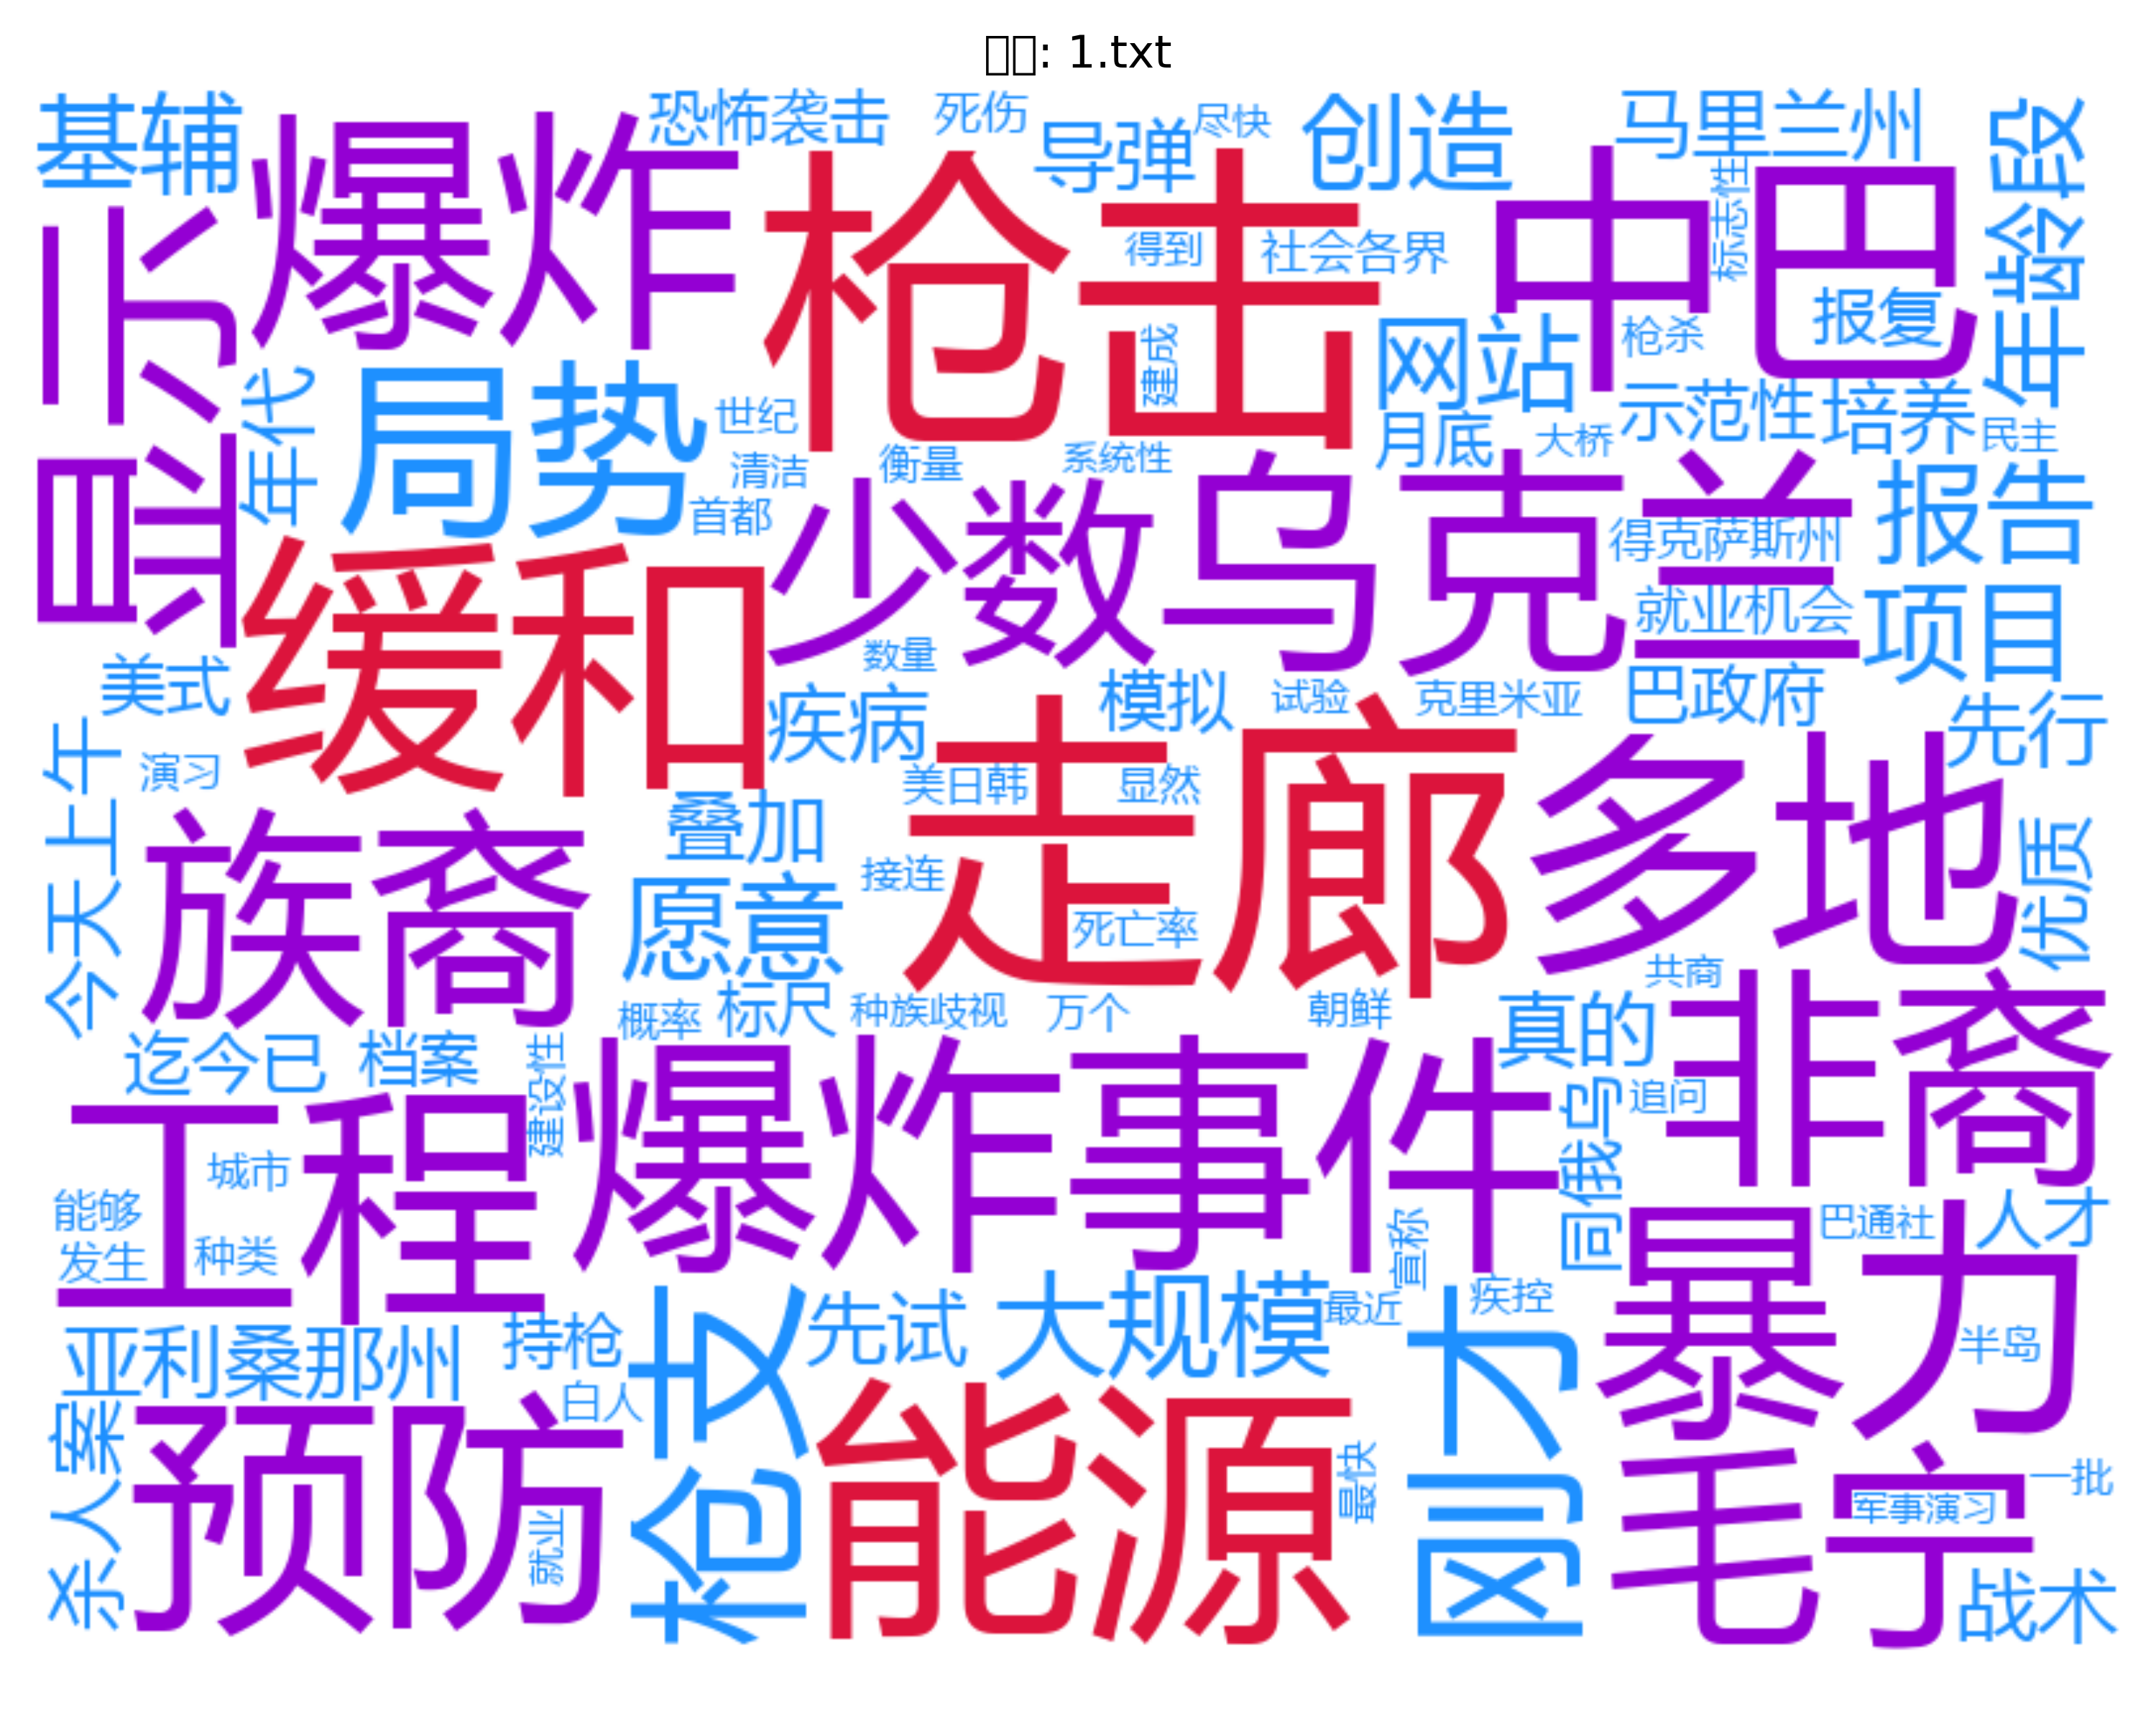 : 1.txt
基辅
恐怖袭击
死伤
导弹
尽快
创造
马里兰州
年龄段
显示
爆炸
枪击
得到
社会各界
中巴
标志性
报复
建成
网站
枪杀
年代
局势
世纪
清洁
首都
衡量
系统性
月底
大桥
示范性
培养
民主
少数
乌克兰
得克萨斯州
报告
缓和
数量
就业机会
项目
美式
疾病
模拟
试验
克里米亚
巴政府
先行
今天上午
演习
美日韩
显然
走廊
多地
叠加
族裔
愿意
接连
死亡率
优质
共商
概率
标尺
种族歧视
万个
朝鲜
真的
非裔
迄今已
档案
建设性
追问
工程
爆炸事件
同俄乌
城市
能够
发生
种类
宣称
巴通社
人才
暴力
亚利桑那州
持枪
枪支
先试
大规模
最近
疾控
网力
半岛
杀人案
白人
预防
就业
能源
最快
毛宁
军事演习
一批
战术